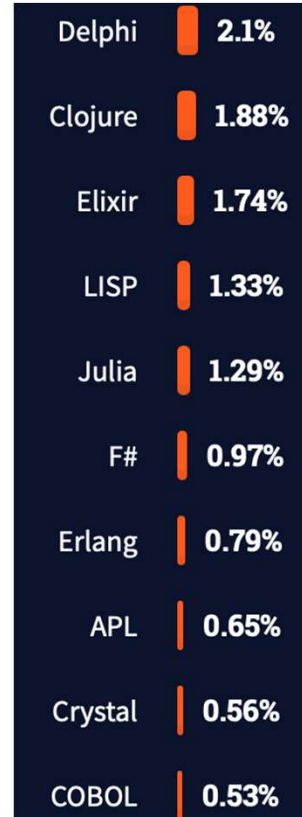 Delphi 2.1%
Clojure 1.88%
Elixir 1.74%
LISP 1.33%
Julia 1.29%
F# 0.97%
Erlang 0.79%
APL 0.65%
Crystal 0.56%
COBOL 0.53%